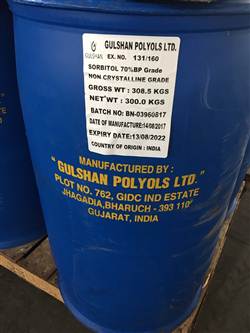 GULSHAN POLYOLS LTD.
GULSHAN
EX. NO. 131/160
SORBITOL 70%BP Grade
NON CRYSTALLINE GRADE
GROSS WT : 308.5 KGS
NET WT : 300.0 KGS
BATCH NO: BN-03960817
DATE OF MANUFACTURE:14/08/2017
EXPIRY DATE:13/08/2022
COUNTRY OF ORIGIN : INDIA
MANUFACTURED BY :
" GULSHAN POLYOLS LTD. "
PLOT NO. 762, GIDC IND ESTATE
JHAGADIA,BHARUCH - 393 110
GUJARAT, INDIA